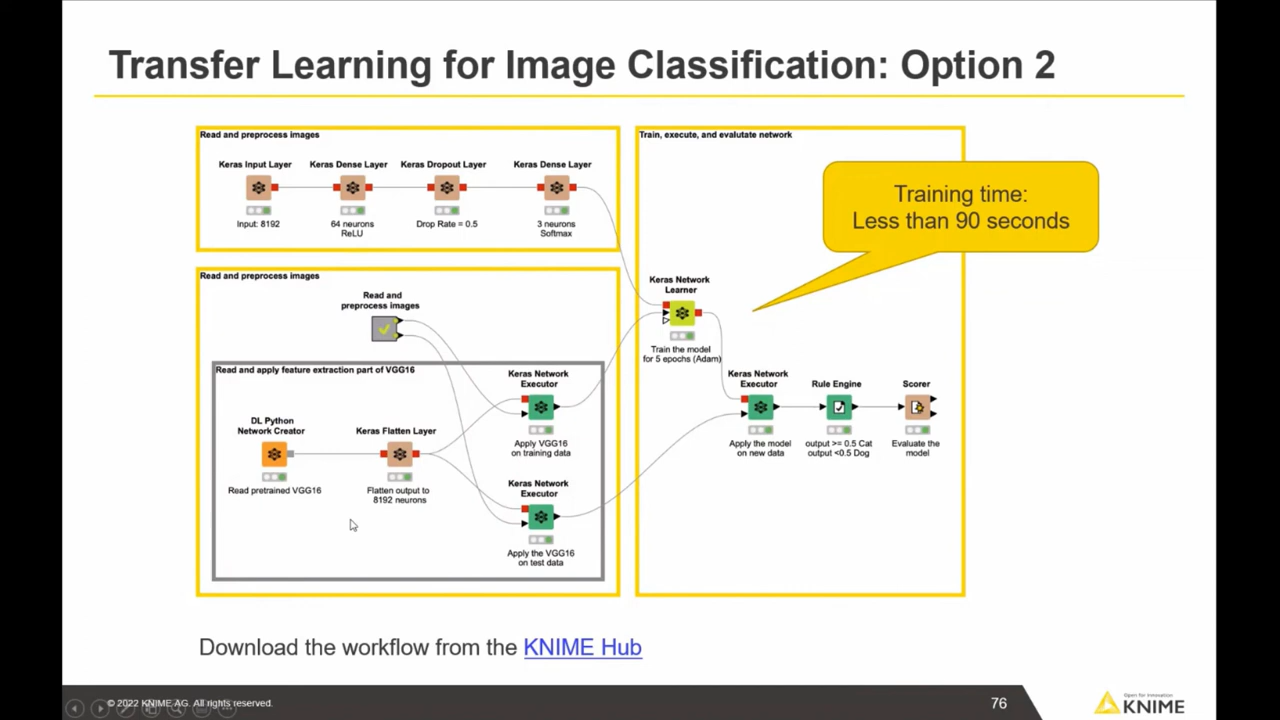 Transfer Learning for Image Classification: Option 2
Read and preprocess images
Keras Input Layer
Keras Dense Layer
Keras Dropout Layer
Keras Dense Layer
Input: 8192
64 neurons
ReLU
Drop Rate = 0.5
3 neurons
Softmax
Read and preprocess images
Read and
preprocess images
Read and apply feature extraction part of VGG16
DL Python
Network Creator
Read pretrained VGG16
Keras Flatten Layer
Flatten output to
8192 neurons
Keras Network
Executor
Apply VGG16
on training data
Keras Network
Executor
Apply the VGG16
on test data
Train, execute, and evalutate network
Training time:
Less than 90 seconds
Keras Network
Learner
Train the model
for 5 epochs (Adam)
Keras Network
Executor
Apply the model
on new data
Rule Engine
output >= 0.5 Cat
output <0.5 Dog
Scorer
Evaluate the
model
Download the workflow from the KNIME Hub
© 2022 KNIME AG. All rights reserved.
76
Open for Innovation
KNIME